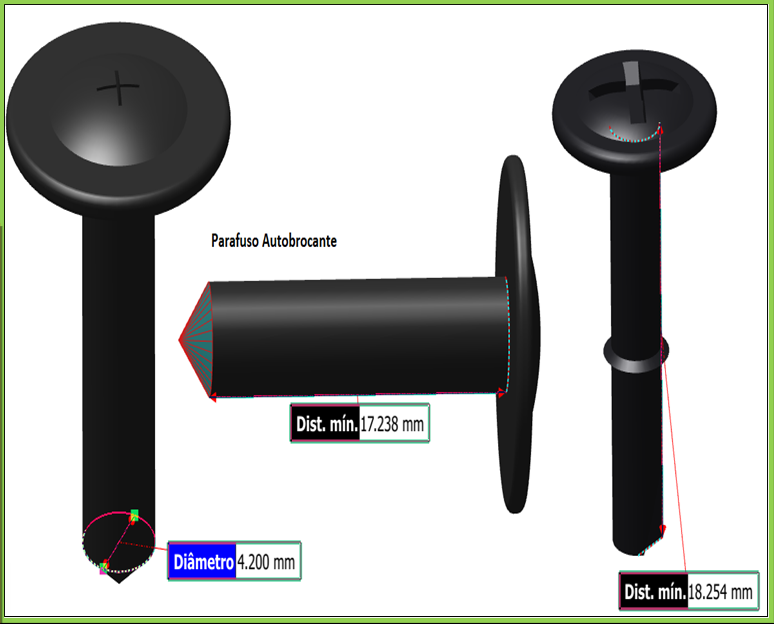 Parafuso Autobrocante
Dist. mín. 17.238 mm
Diâmetro 4.200 mm
Dist. mín. 18.254 mm